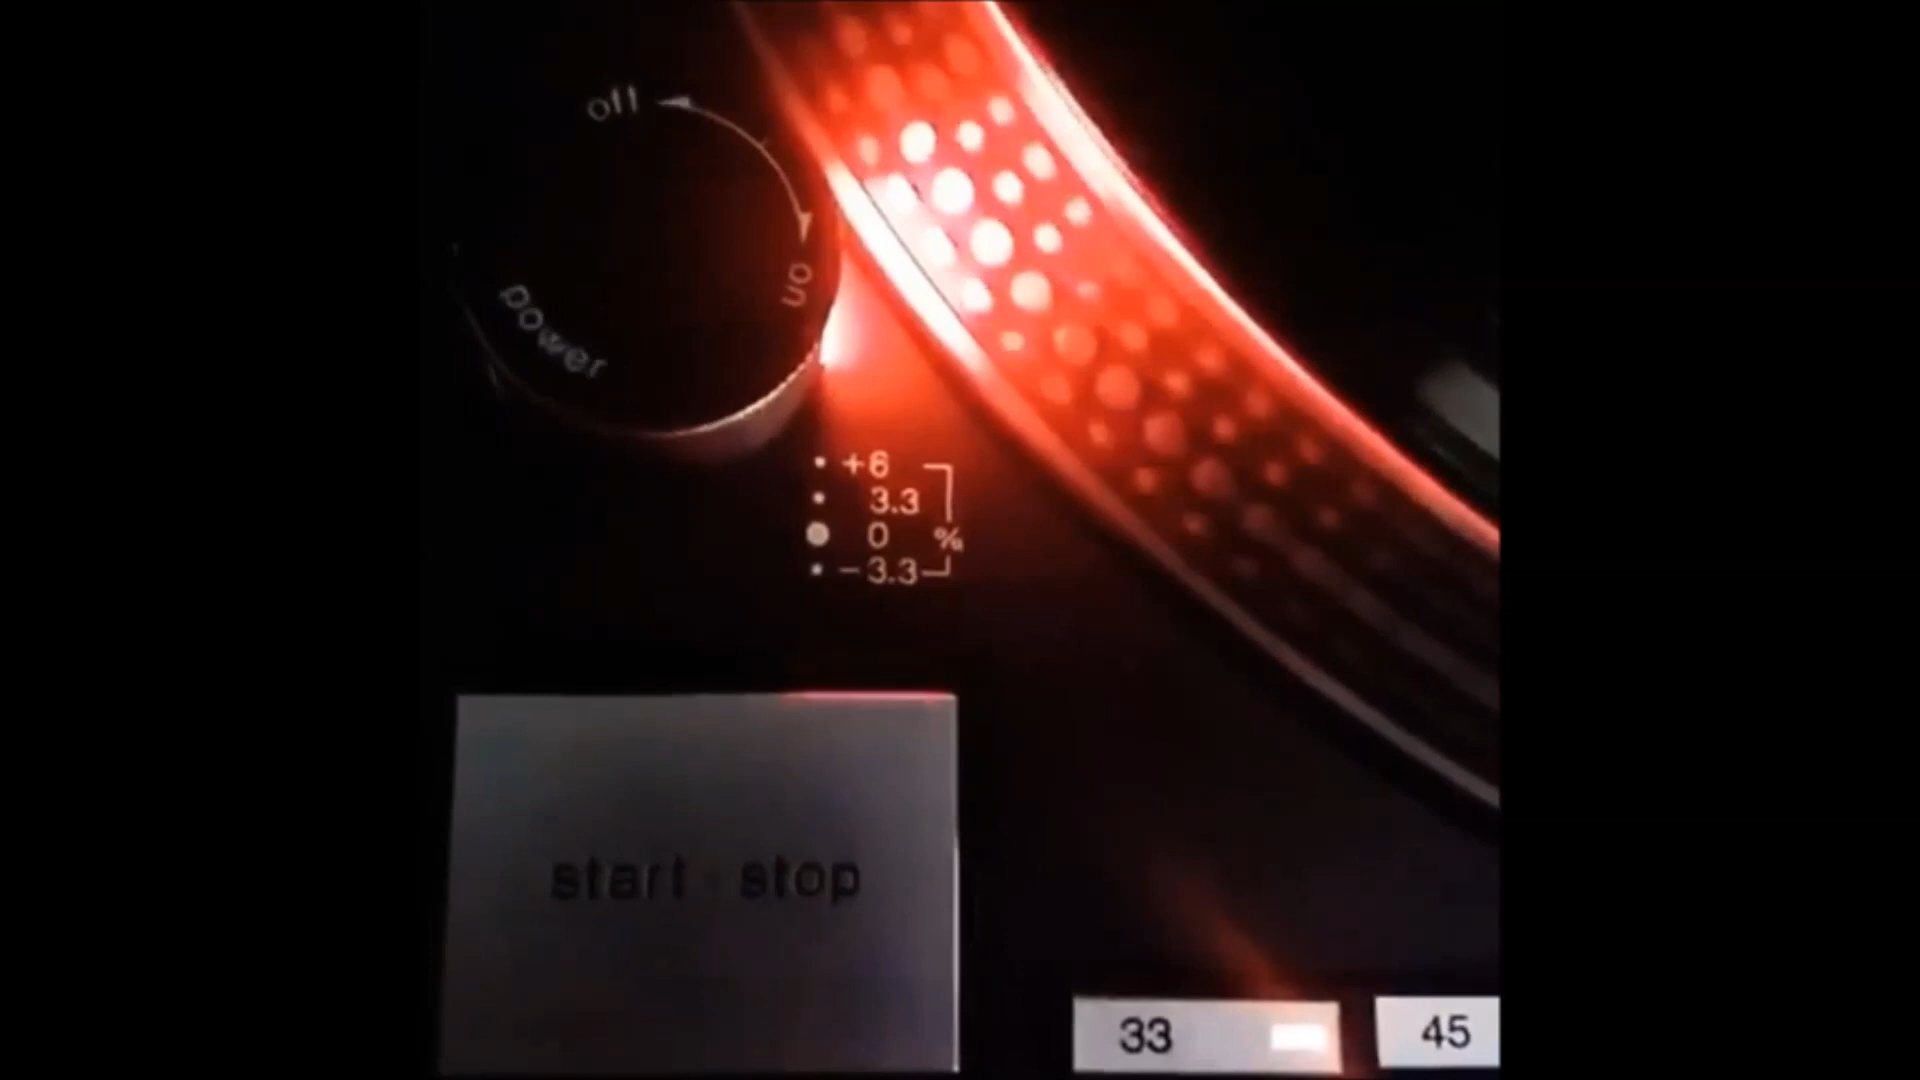 off
on
power
+6
3.3
0 %
−3.3
start • stop
33
45